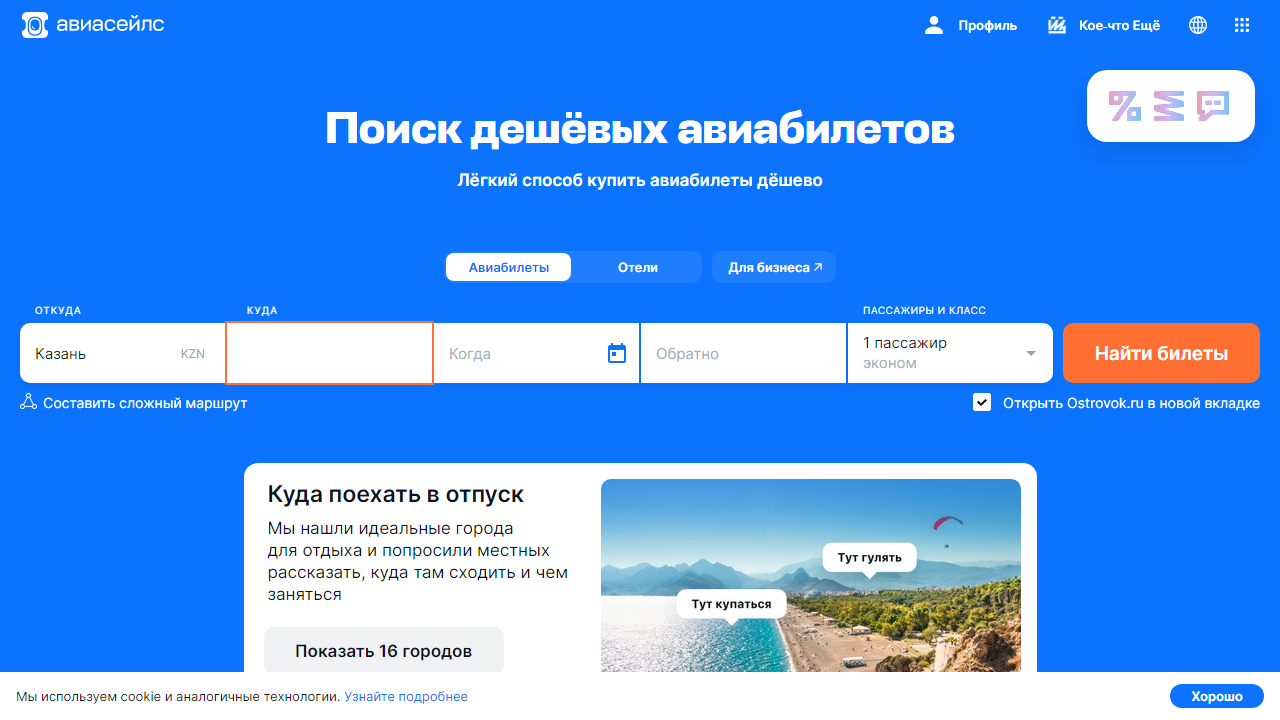 авиасейлс
Профиль
Кое-что Ещё
Поиск дешёвых авиабилетов
Лёгкий способ купить авиабилеты дёшево
Авиабилеты
Отели
Для бизнеса
ОТКУДА
КУДА
ПАССАЖИРЫ И КЛАСС
Казань
KZN
Когда
Обратно
1 пассажир
эконом
Найти билеты
Составить сложный маршрут
Открыть Ostrovok.ru в новой вкладке
Куда поехать в отпуск
Мы нашли идеальные города
для отдыха и попросили местных
рассказать, куда там сходить и чем
заняться
Тут гулять
Тут купаться
Показать 16 городов
Мы используем cookie и аналогичные технологии. Узнайте подробнее
Хорошо